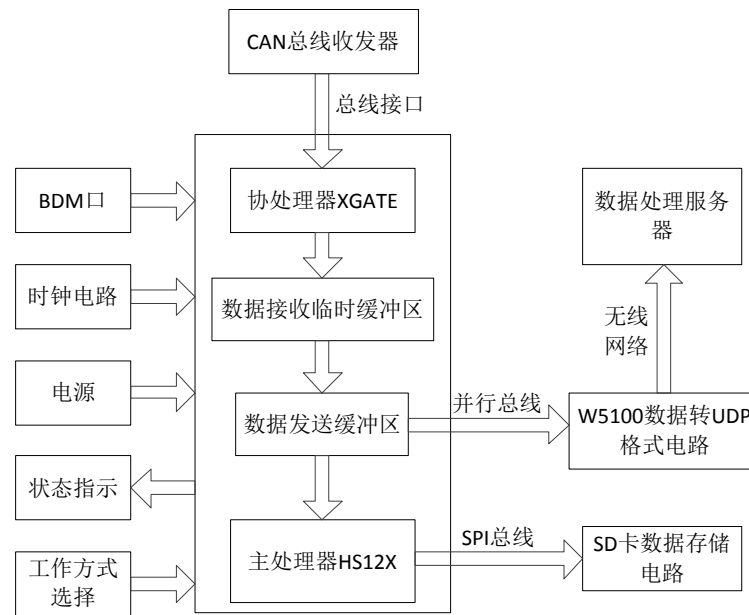 CAN总线收发器
总线接口
BDM口
协处理器XGATE
数据处理服务
器
时钟电路
数据接收临时缓冲区
无线
网络
电源
数据发送缓冲区
并行总线
W5100数据转UDP
格式电路
状态指示
主处理器HS12X
SPI总线
SD卡数据存储
电路
工作方式
选择